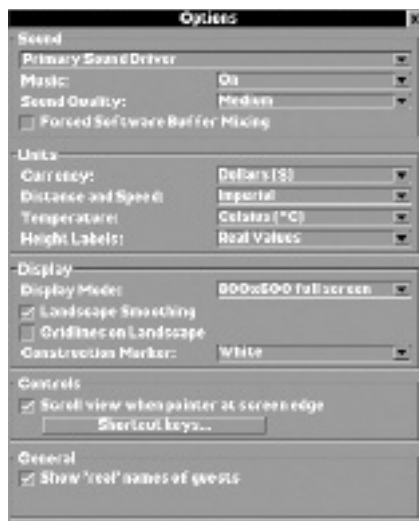 Options
Sound
Primary Sound Driver
Music: On
Sound Quality: Medium
Forced Software Buffer Mixing
Units
Currency: Dollars ($)
Distance and Speed: Imperial
Temperature: Celsius (°C)
Height Labels: Real Values
Display
Display Mode: 800x600 full screen
Landscape Smoothing
Gridlines on Landscape
Construction Marker: White
Controls
Scroll view when pointer at screen edge
Shortcut keys...
General
Show 'real' names of guests